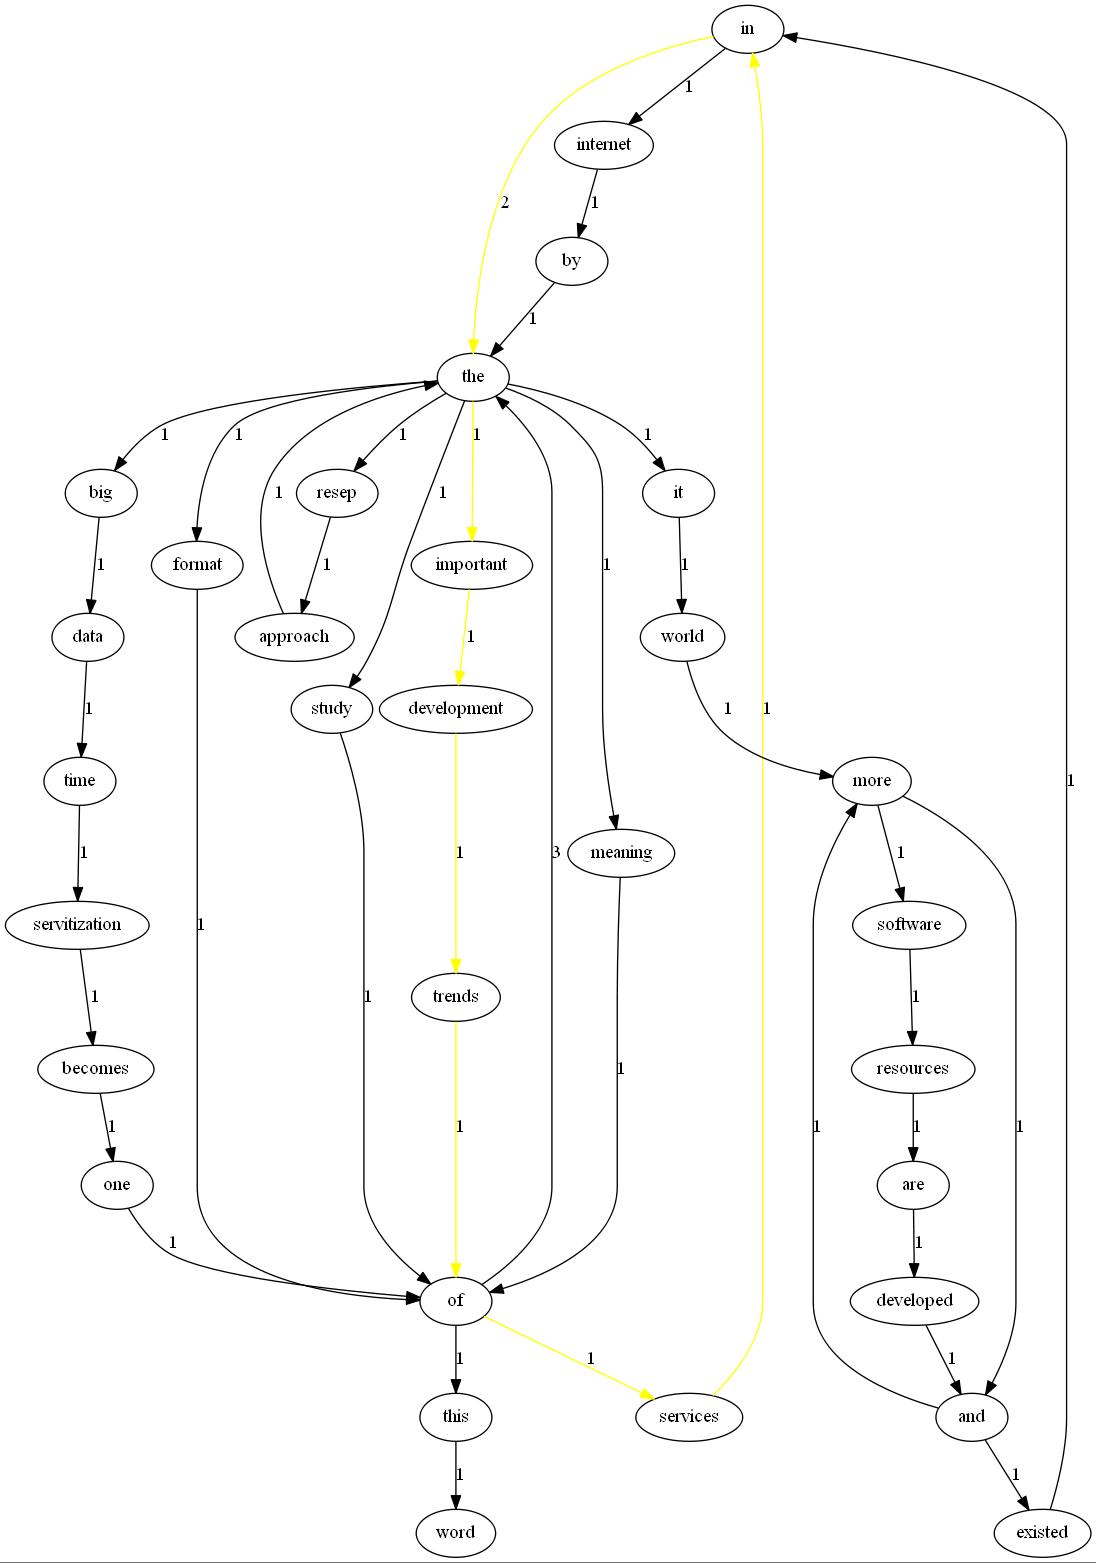 in
1
internet
2
1
by
1
the
1
1
1
1
1
1
big
1
resep
1
it
1
format
1
important
1
1
data
approach
1
world
1
study
development
1
1
time
more
1
1
3
meaning
1
servitization
1
software
1
1
trends
1
1
becomes
1
resources
1
1
1
1
1
one
are
1
1
of
developed
1
1
1
this
services
and
1
1
word
existed